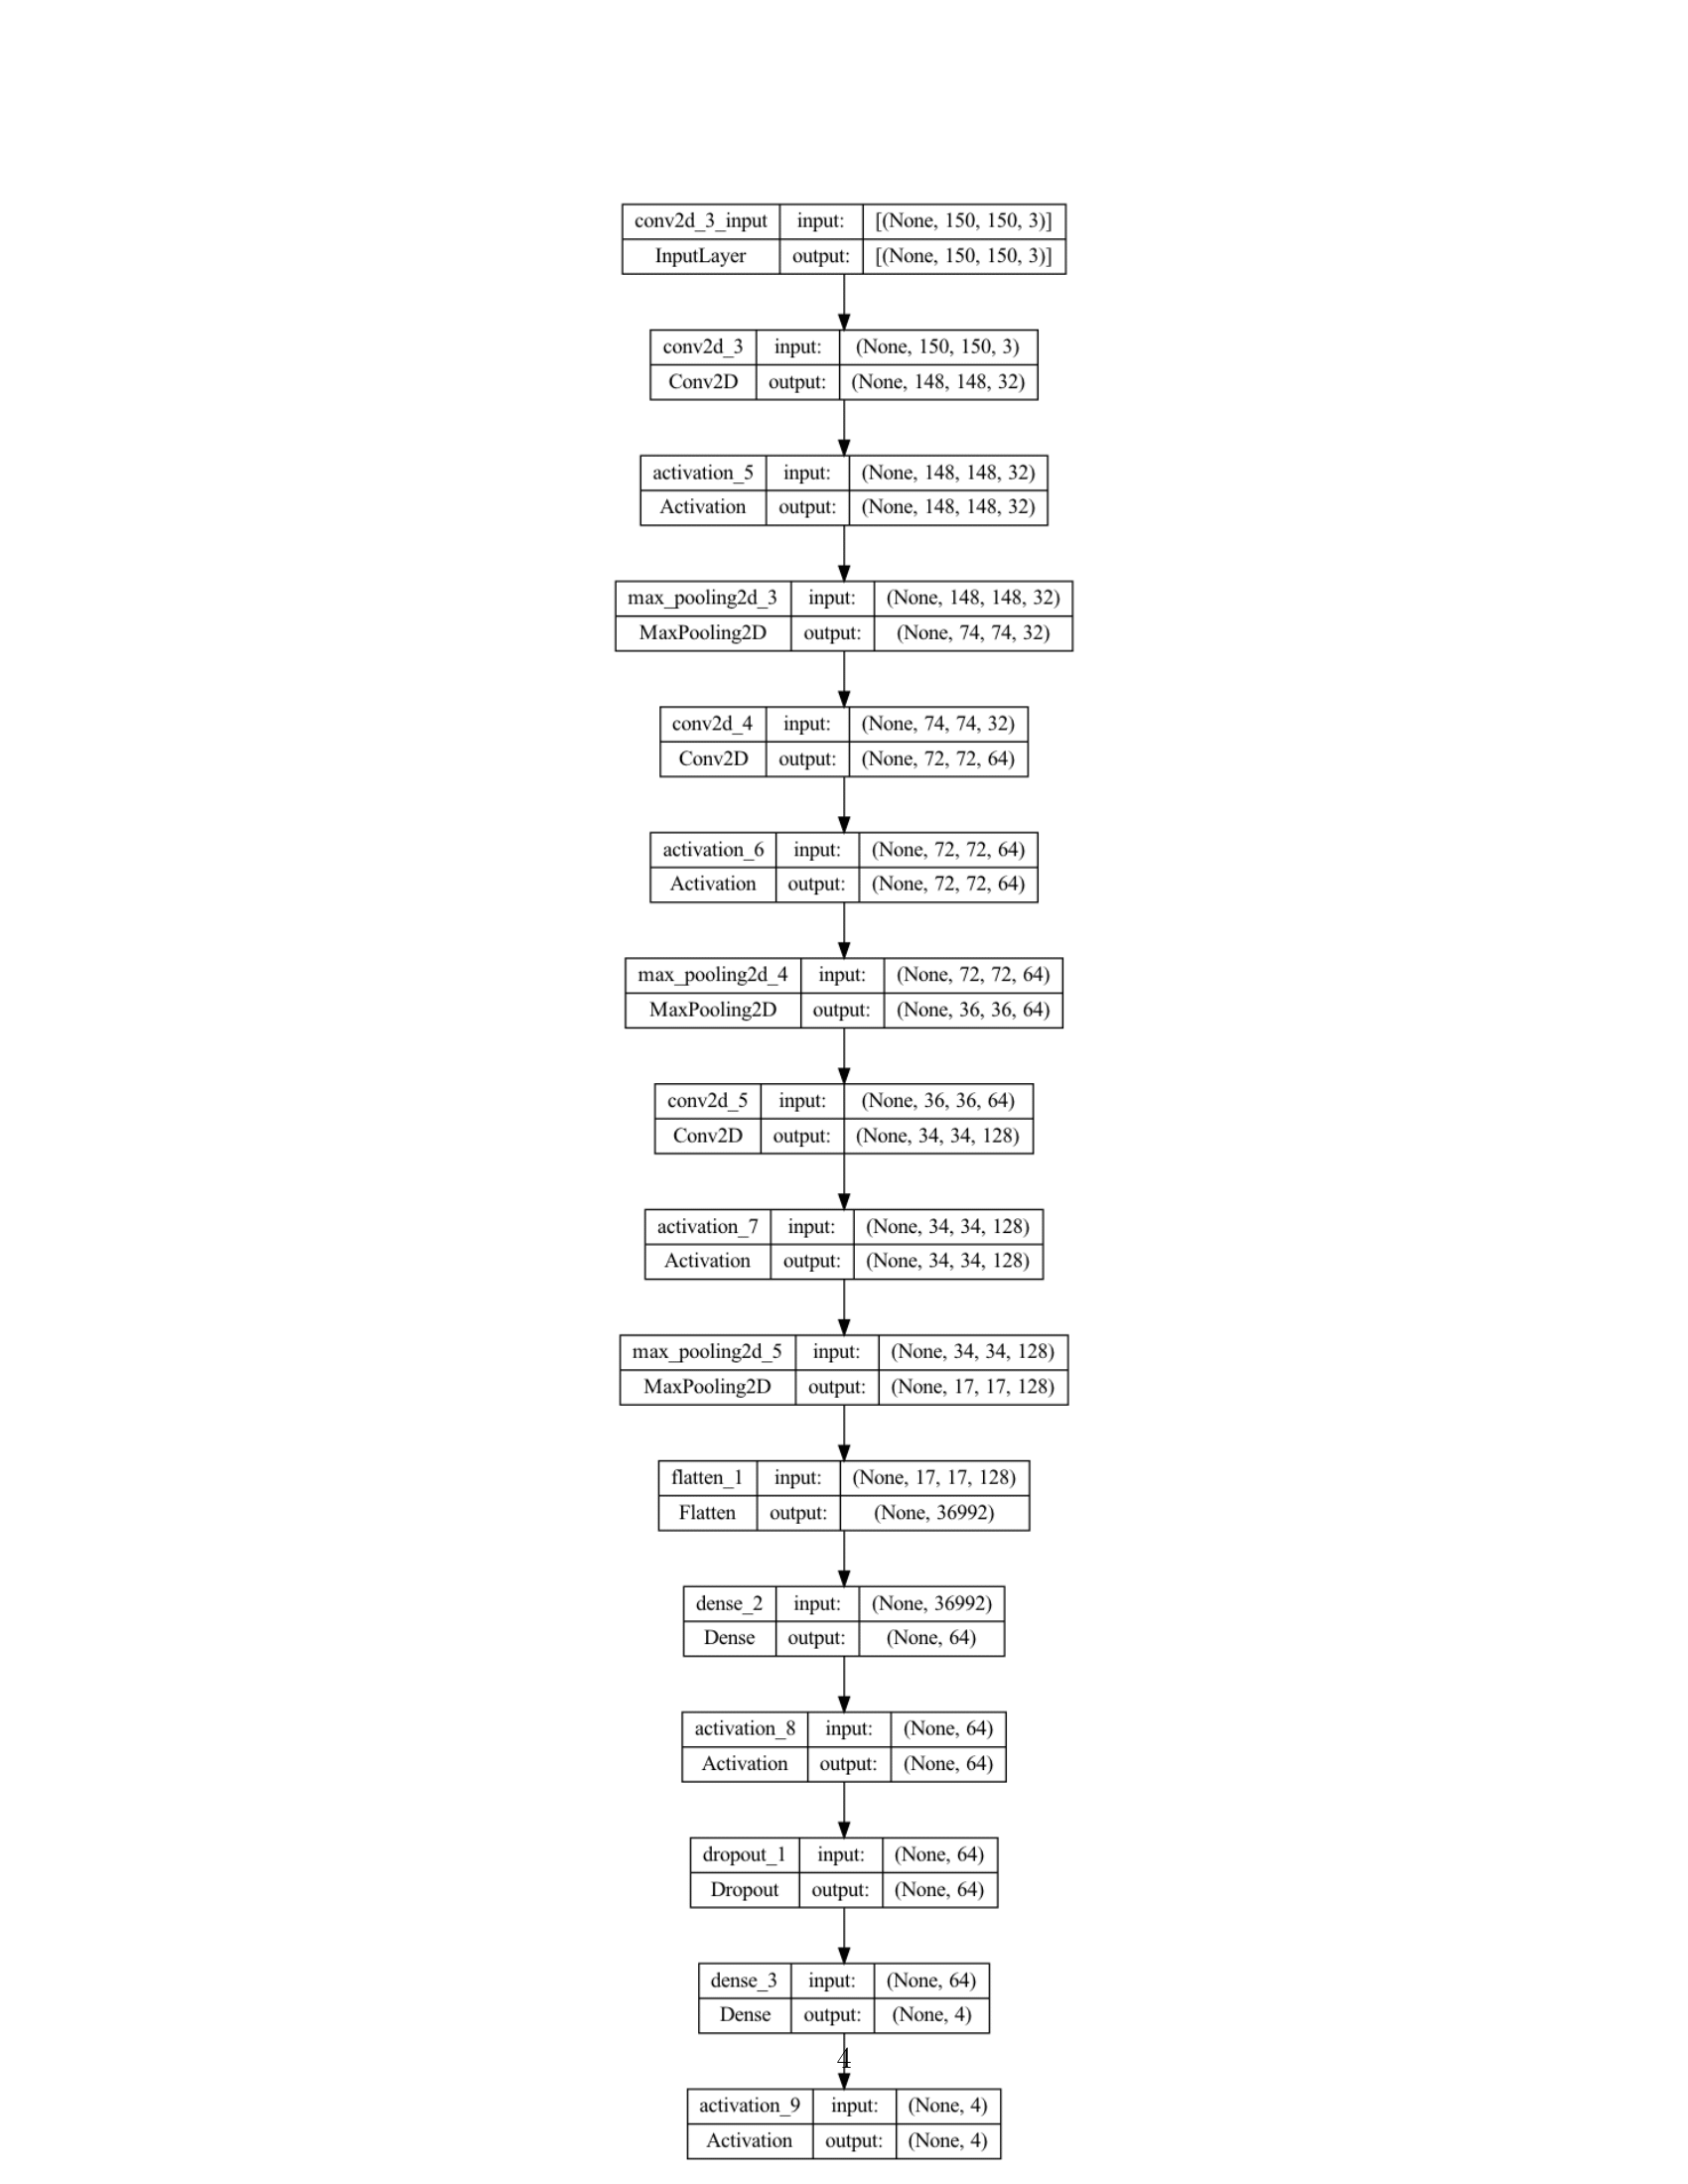 conv2d_3_input input: [(None, 150, 150, 3)]
InputLayer output: [(None, 150, 150, 3)]
conv2d_3 input: (None, 150, 150, 3)
Conv2D output: (None, 148, 148, 32)
activation_5 input: (None, 148, 148, 32)
Activation output: (None, 148, 148, 32)
max_pooling2d_3 input: (None, 148, 148, 32)
MaxPooling2D output: (None, 74, 74, 32)
conv2d_4 input: (None, 74, 74, 32)
Conv2D output: (None, 72, 72, 64)
activation_6 input: (None, 72, 72, 64)
Activation output: (None, 72, 72, 64)
max_pooling2d_4 input: (None, 72, 72, 64)
MaxPooling2D output: (None, 36, 36, 64)
conv2d_5 input: (None, 36, 36, 64)
Conv2D output: (None, 34, 34, 128)
activation_7 input: (None, 34, 34, 128)
Activation output: (None, 34, 34, 128)
max_pooling2d_5 input: (None, 34, 34, 128)
MaxPooling2D output: (None, 17, 17, 128)
flatten_1 input: (None, 17, 17, 128)
Flatten output: (None, 36992)
dense_2 input: (None, 36992)
Dense output: (None, 64)
activation_8 input: (None, 64)
Activation output: (None, 64)
dropout_1 input: (None, 64)
Dropout output: (None, 64)
dense_3 input: (None, 64)
Dense output: (None, 4)
4
activation_9 input: (None, 4)
Activation output: (None, 4)